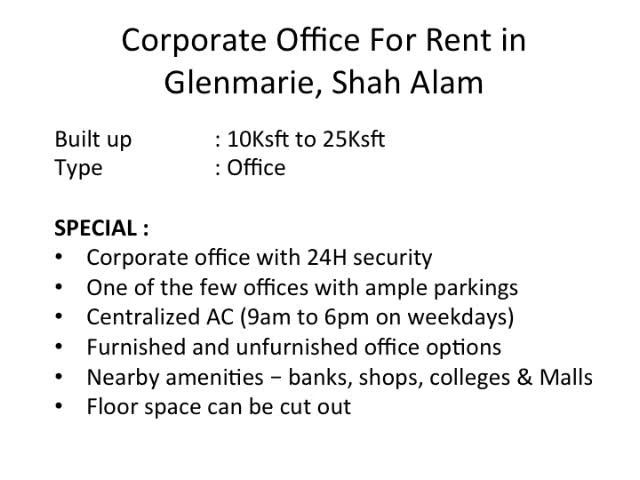 Corporate Office For Rent in
Glenmarie, Shah Alam
Built up : 10Ksft to 25Ksft
Type : Office
SPECIAL :
• Corporate office with 24H security
• One of the few offices with ample parkings
• Centralized AC (9am to 6pm on weekdays)
• Furnished and unfurnished office options
• Nearby amenities − banks, shops, colleges & Malls
• Floor space can be cut out